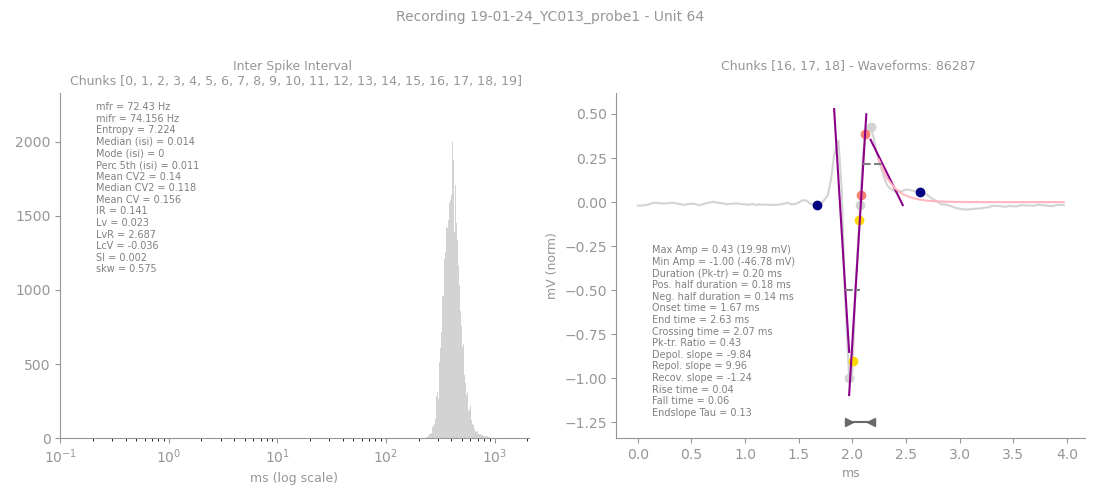 Recording 19-01-24_YC013_probe1 - Unit 64
Inter Spike Interval
Chunks [0, 1, 2, 3, 4, 5, 6, 7, 8, 9, 10, 11, 12, 13, 14, 15, 16, 17, 18, 19]
mfr = 72.43 Hz
mifr = 74.156 Hz
Entropy = 7.224
Median (isi) = 0.014
Mode (isi) = 0
Perc 5th (isi) = 0.011
Mean CV2 = 0.14
Median CV2 = 0.118
Mean CV = 0.156
IR = 0.141
Lv = 0.023
LvR = 2.687
LcV = -0.036
SI = 0.002
skw = 0.575
2000
1500
1000
500
0
10⁻¹ 10⁰ 10¹ 10² 10³
ms (log scale)
Chunks [16, 17, 18] - Waveforms: 86287
mV (norm)
0.50
0.25
0.00
−0.25
−0.50
−0.75
−1.00
−1.25
Max Amp = 0.43 (19.98 mV)
Min Amp = -1.00 (-46.78 mV)
Duration (Pk-tr) = 0.20 ms
Pos. half duration = 0.18 ms
Neg. half duration = 0.14 ms
Onset time = 1.67 ms
End time = 2.63 ms
Crossing time = 2.07 ms
Pk-tr. Ratio = 0.43
Depol. slope = -9.84
Repol. slope = 9.96
Recov. slope = -1.24
Rise time = 0.04
Fall time = 0.06
Endslope Tau = 0.13
0.0 0.5 1.0 1.5 2.0 2.5 3.0 3.5 4.0
ms